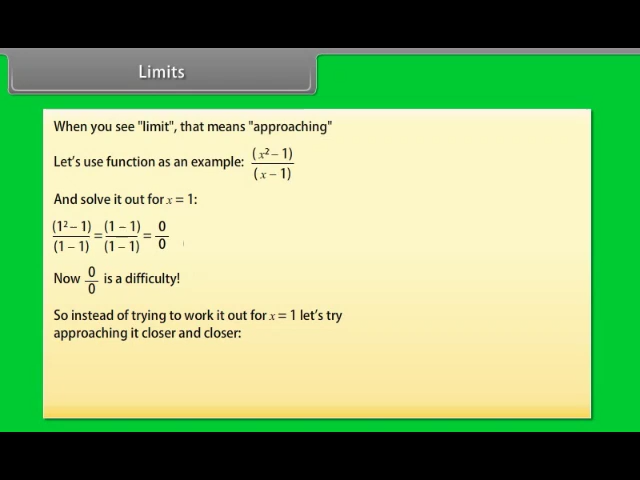 Limits
When you see "limit", that means "approaching"
Let's use function as an example: (x² – 1) / (x – 1)
And solve it out for x = 1:
(1² – 1) / (1 – 1) = (1 – 1) / (1 – 1) = 0 / 0
Now 0 / 0 is a difficulty!
So instead of trying to work it out for x = 1 let's try
approaching it closer and closer: